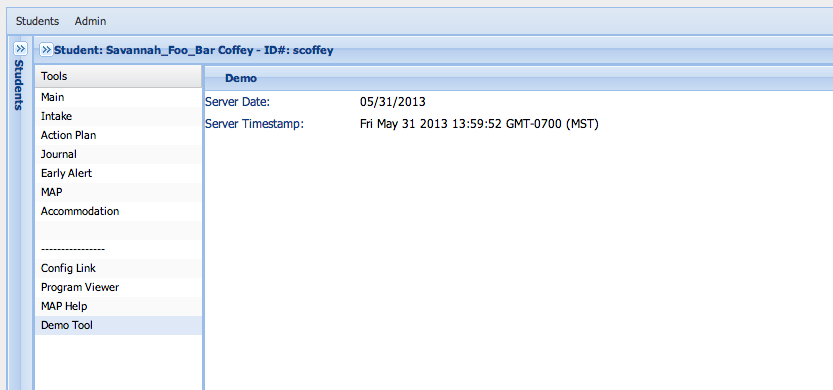 Students Admin
Students
Student: Savannah_Foo_Bar Coffey - ID#: scoffey
Tools
Main
Intake
Action Plan
Journal
Early Alert
MAP
Accommodation
----------------
Config Link
Program Viewer
MAP Help
Demo Tool
Demo
Server Date: 05/31/2013
Server Timestamp: Fri May 31 2013 13:59:52 GMT-0700 (MST)